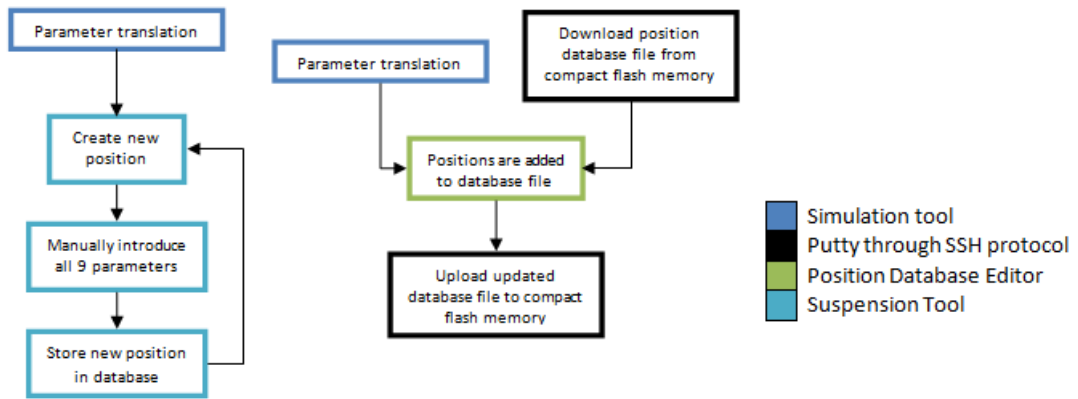 Parameter translation
Create new
position
Manually introduce
all 9 parameters
Store new position
in database
Parameter translation
Download position
database file from
compact flash memory
Positions are added
to database file
Upload updated
database file to compact
flash memory
Simulation tool
Putty through SSH protocol
Position Database Editor
Suspension Tool